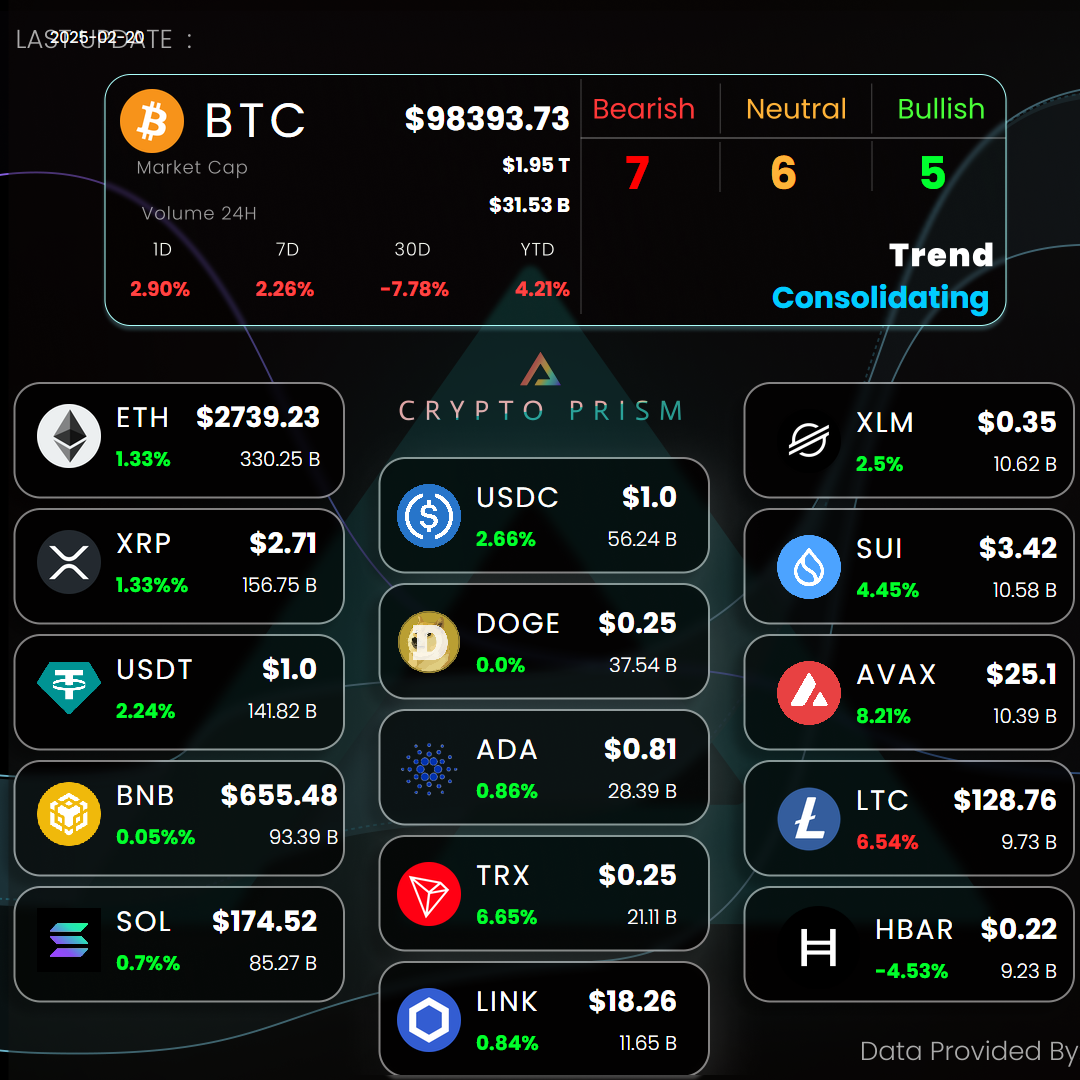 LAST UPDATE :
2025-02-20
BTC
$98393.73
Market Cap
$1.95 T
Volume 24H
$31.53 B
1D 7D 30D YTD
2.90% 2.26% -7.78% 4.21%
Bearish Neutral Bullish
7 6 5
Trend
Consolidating
CRYPTO PRISM
ETH $2739.23
1.33% 330.25 B
XRP $2.71
1.33%% 156.75 B
USDT $1.0
2.24% 141.82 B
BNB $655.48
0.05%% 93.39 B
SOL $174.52
0.7%% 85.27 B
USDC $1.0
2.66% 56.24 B
DOGE $0.25
0.0% 37.54 B
ADA $0.81
0.86% 28.39 B
TRX $0.25
6.65% 21.11 B
LINK $18.26
0.84% 11.65 B
XLM $0.35
2.5% 10.62 B
SUI $3.42
4.45% 10.58 B
AVAX $25.1
8.21% 10.39 B
LTC $128.76
6.54% 9.73 B
HBAR $0.22
-4.53% 9.23 B
Data Provided By